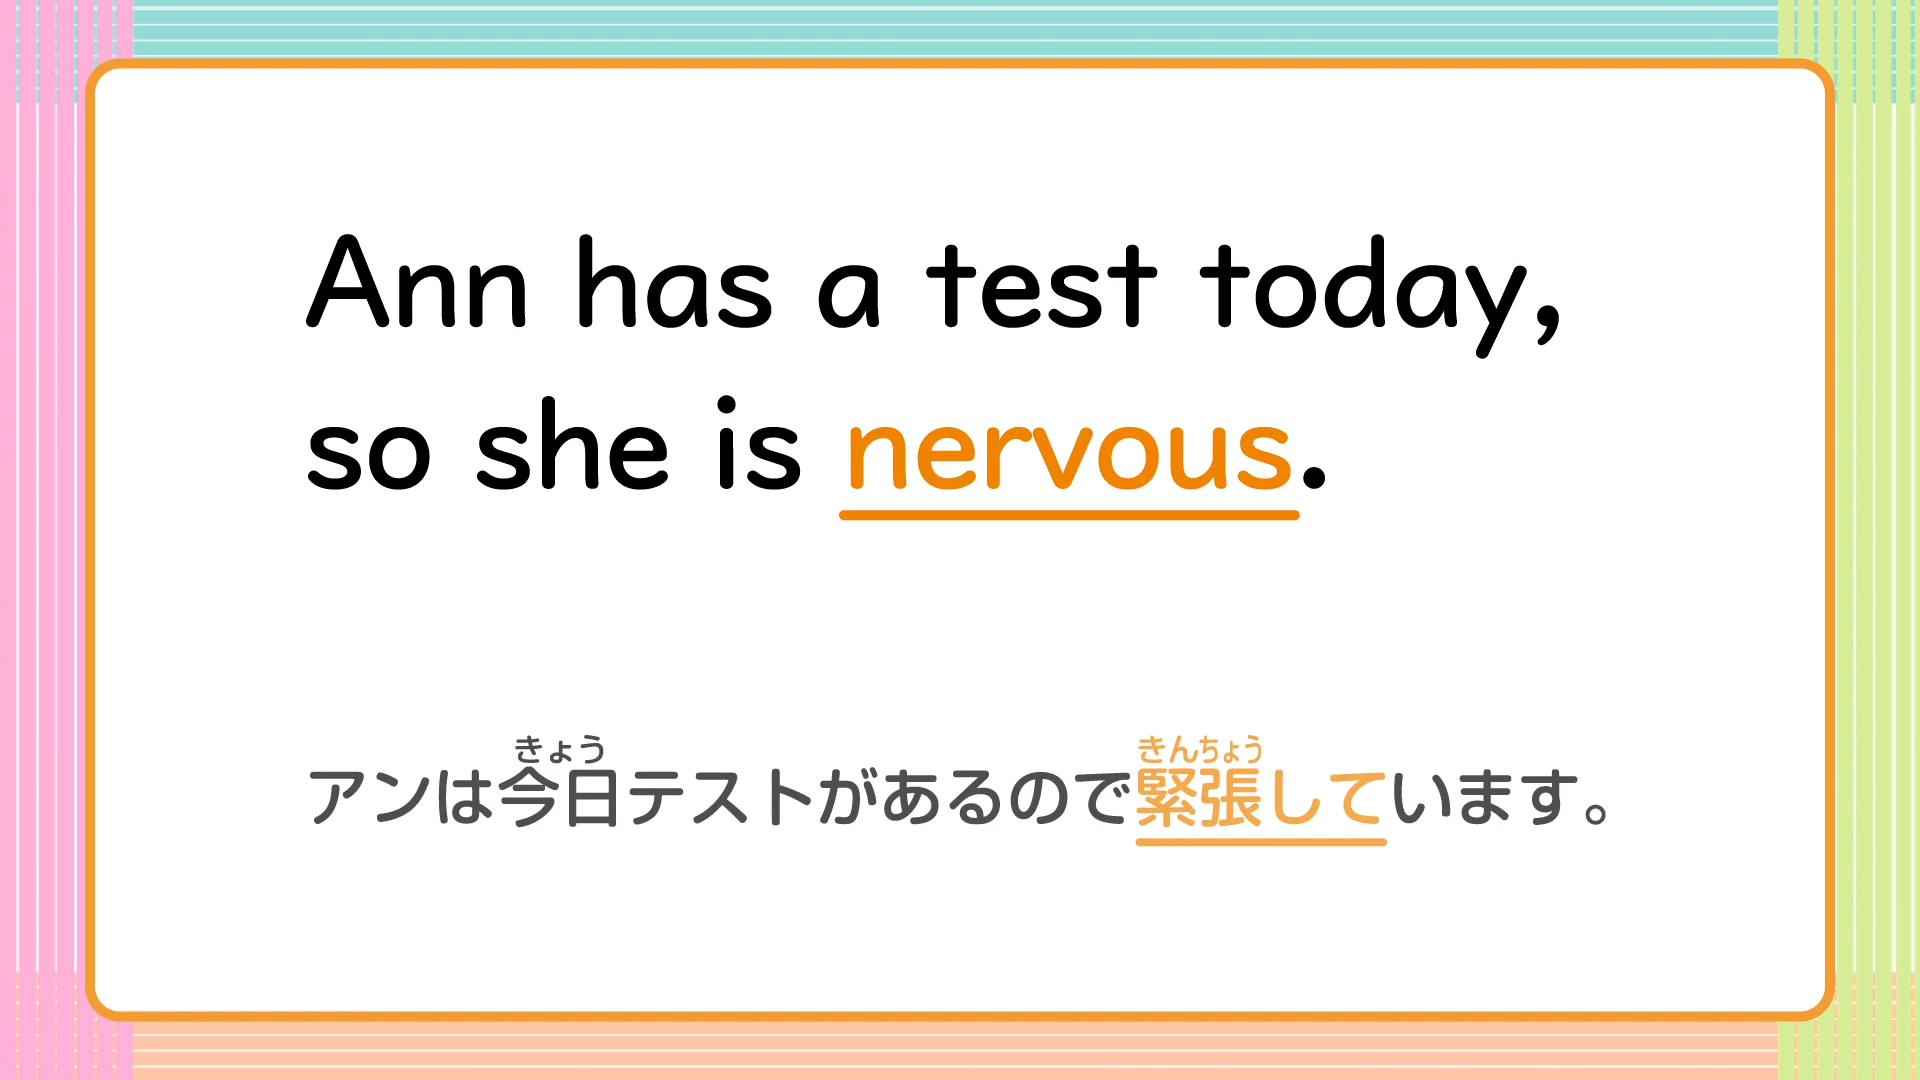 Ann has a test today,
so she is nervous.
きょう きんちょう
アンは今日テストがあるので緊張しています。